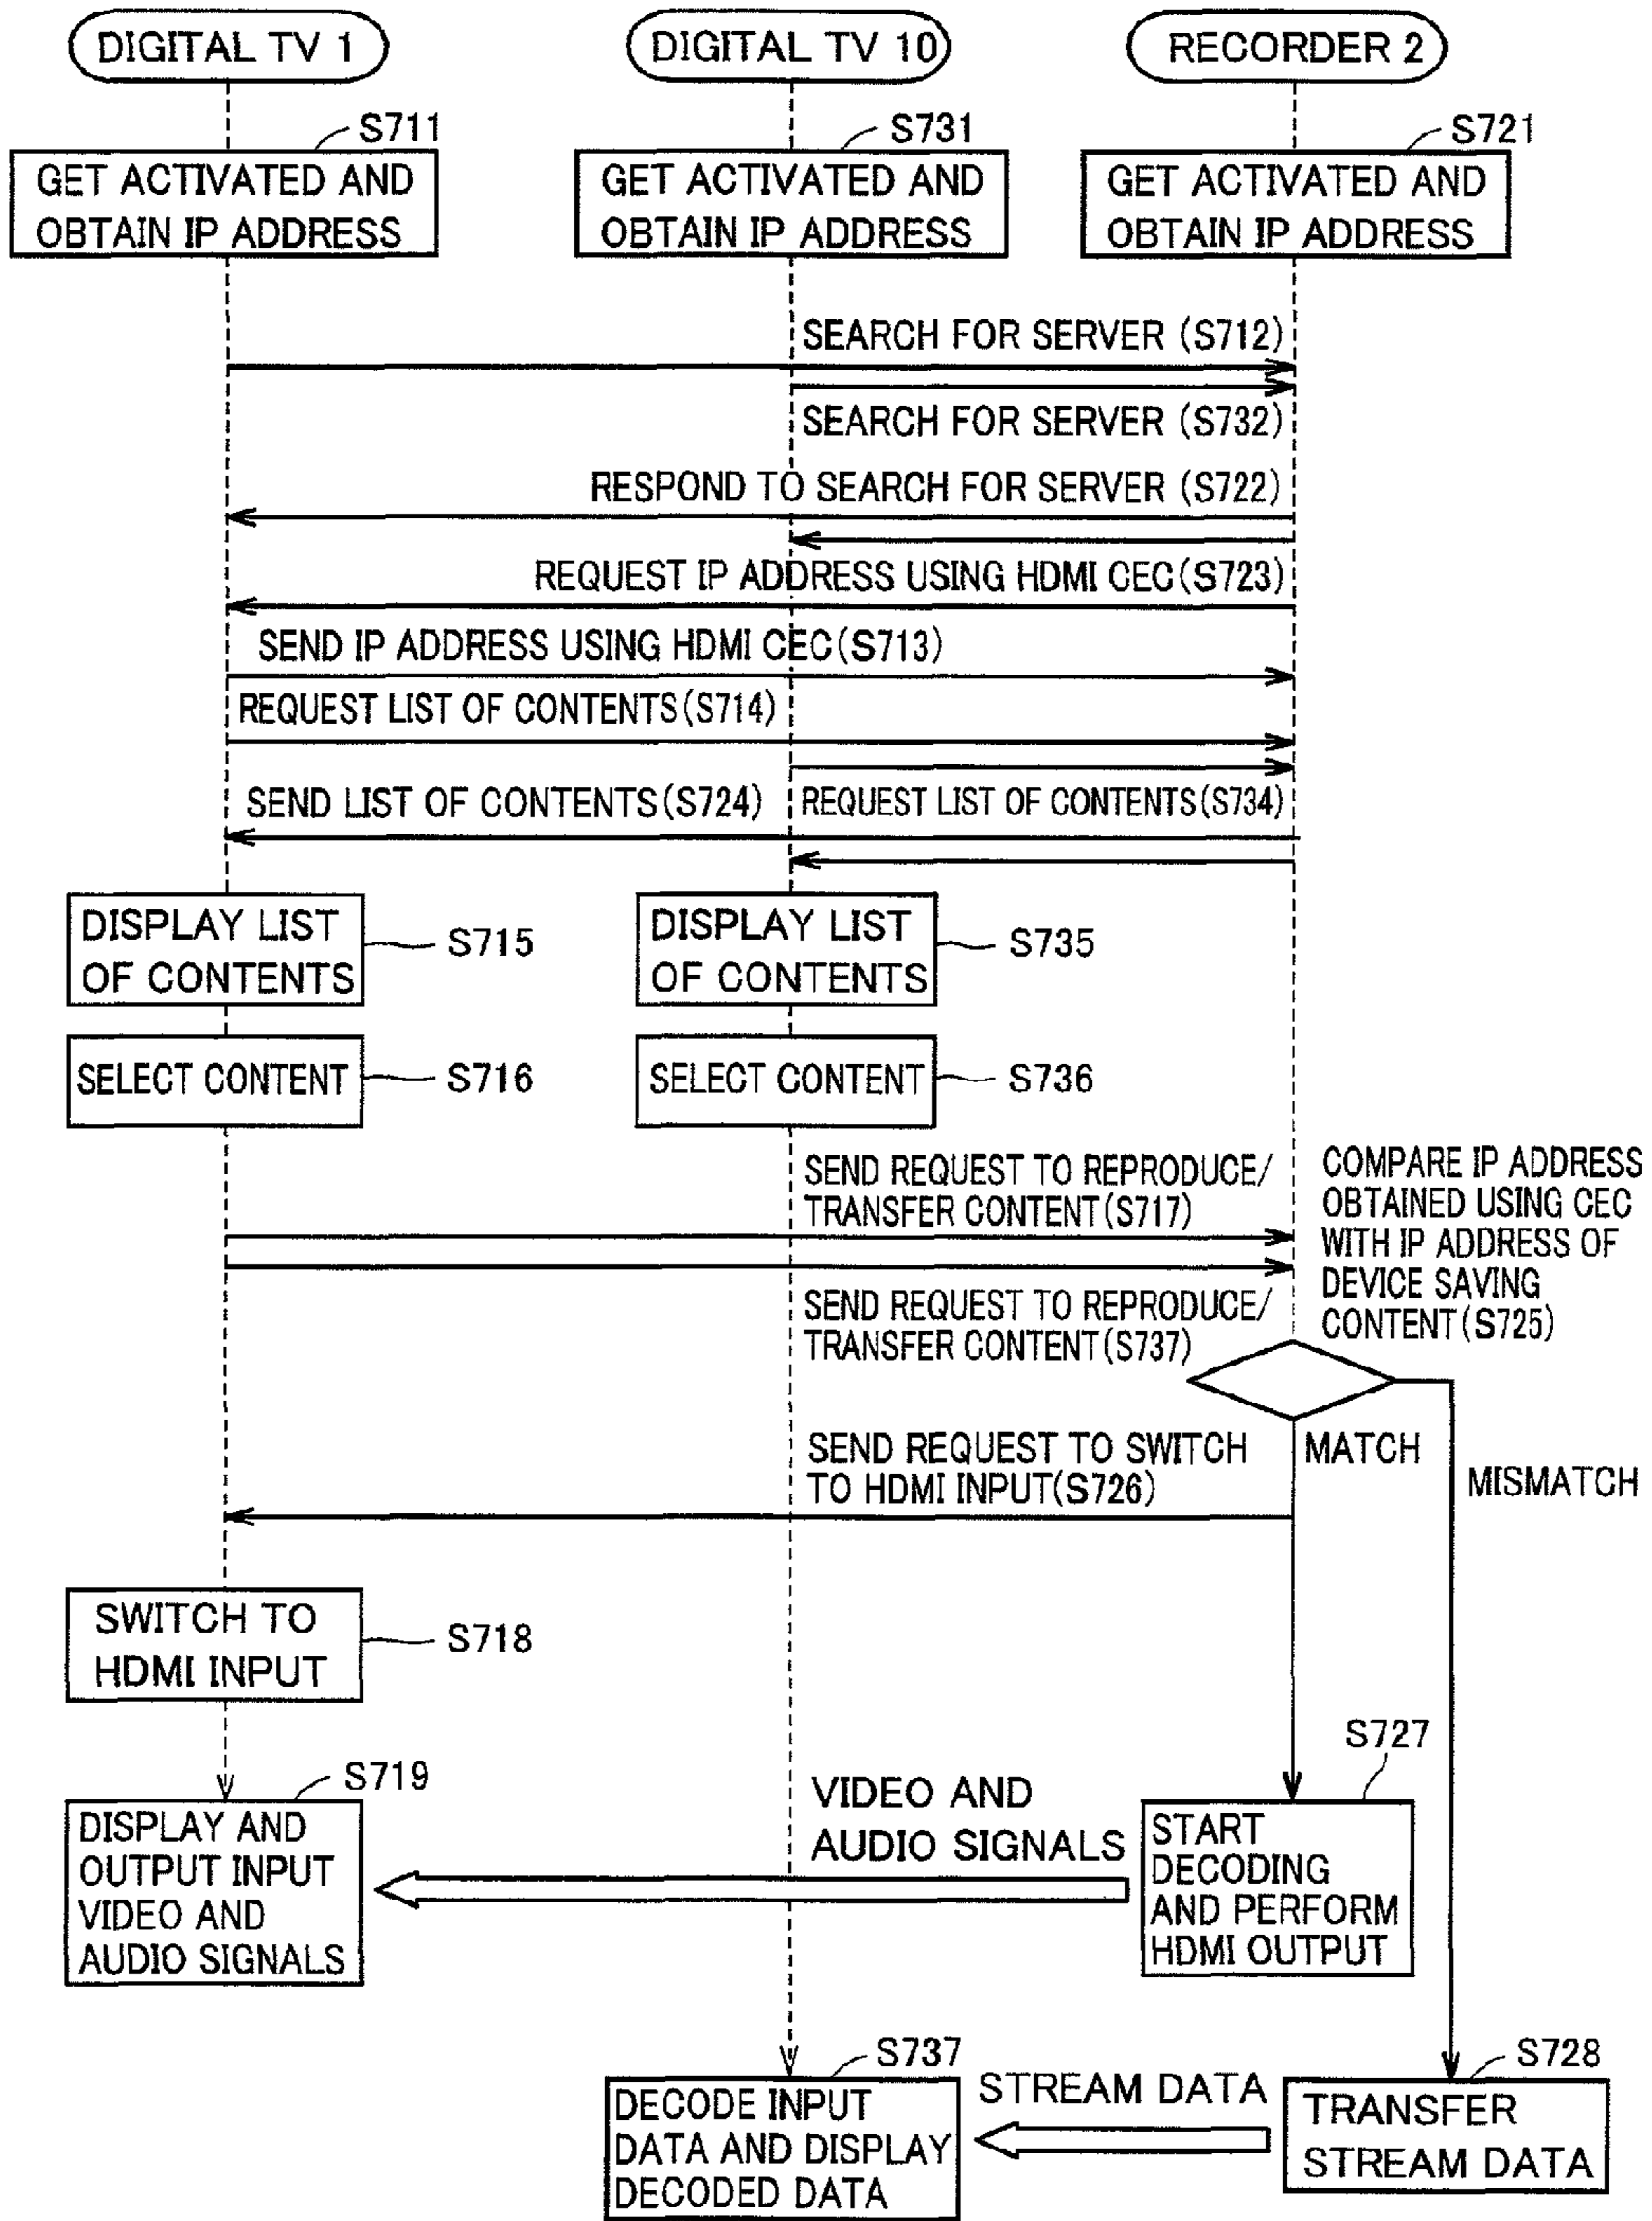 DIGITAL TV 1
DIGITAL TV 10
RECORDER 2
S711
S731
S721
GET ACTIVATED AND
OBTAIN IP ADDRESS
GET ACTIVATED AND
OBTAIN IP ADDRESS
GET ACTIVATED AND
OBTAIN IP ADDRESS
SEARCH FOR SERVER (S712)
SEARCH FOR SERVER (S732)
RESPOND TO SEARCH FOR SERVER (S722)
REQUEST IP ADDRESS USING HDMI CEC(S723)
SEND IP ADDRESS USING HDMI CEC(S713)
REQUEST LIST OF CONTENTS(S714)
SEND LIST OF CONTENTS(S724)
REQUEST LIST OF CONTENTS(S734)
DISPLAY LIST
OF CONTENTS
S715
DISPLAY LIST
OF CONTENTS
S735
SELECT CONTENT
S716
SELECT CONTENT
S736
SEND REQUEST TO REPRODUCE/
TRANSFER CONTENT(S717)
COMPARE IP ADDRESS
OBTAINED USING CEC
WITH IP ADDRESS OF
DEVICE SAVING
CONTENT(S725)
SEND REQUEST TO REPRODUCE/
TRANSFER CONTENT(S737)
SEND REQUEST TO SWITCH
TO HDMI INPUT(S726)
MATCH
MISMATCH
SWITCH TO
HDMI INPUT
S718
S719
DISPLAY AND
OUTPUT INPUT
VIDEO AND
AUDIO SIGNALS
VIDEO AND
AUDIO SIGNALS
S727
START
DECODING
AND PERFORM
HDMI OUTPUT
S737
DECODE INPUT
DATA AND DISPLAY
DECODED DATA
STREAM DATA
S728
TRANSFER
STREAM DATA